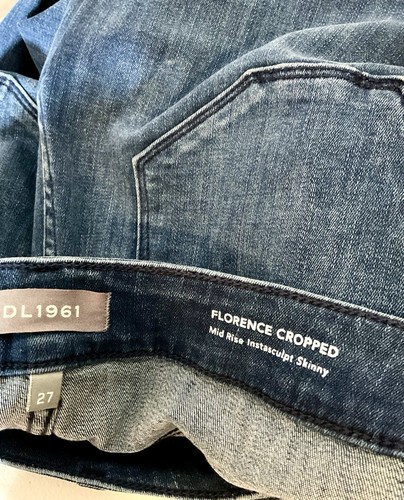 DL1961
FLORENCE CROPPED
Mid Rise Instasculpt Skinny
27